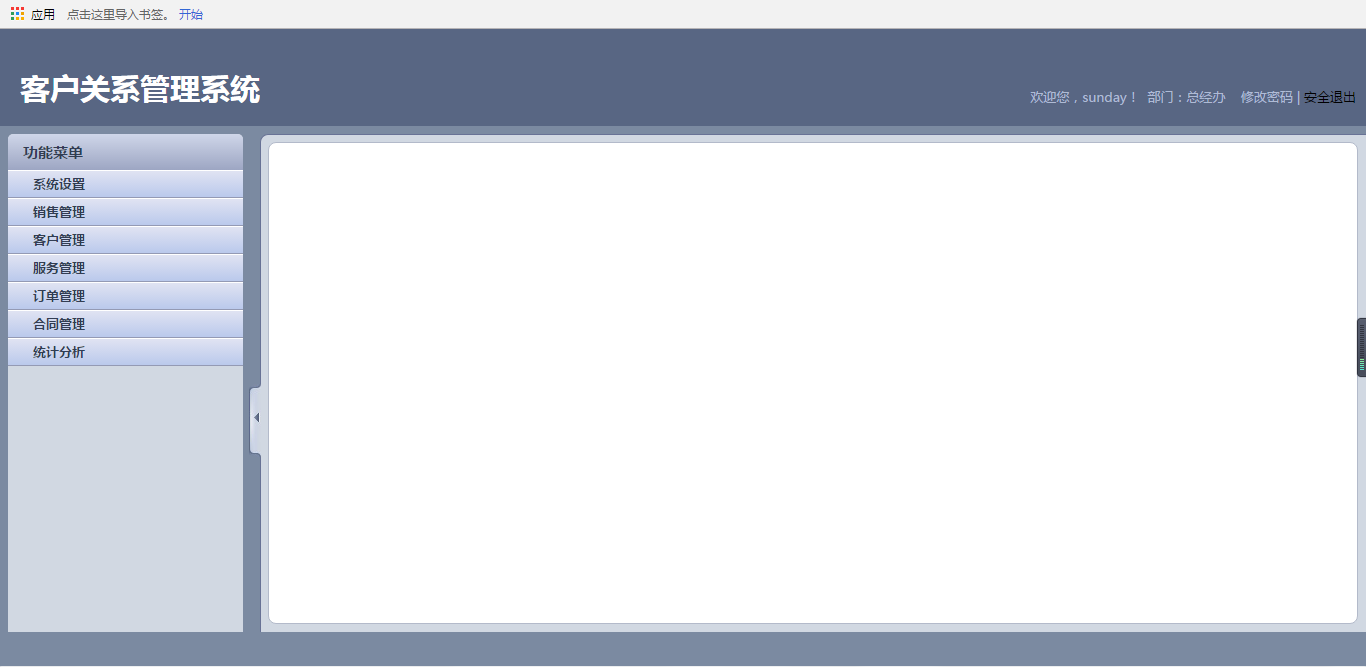 应用 点击这里导入书签。 开始
客户关系管理系统
欢迎您，sunday！ 部门：总经办 修改密码 | 安全退出
功能菜单
系统设置
销售管理
客户管理
服务管理
订单管理
合同管理
统计分析